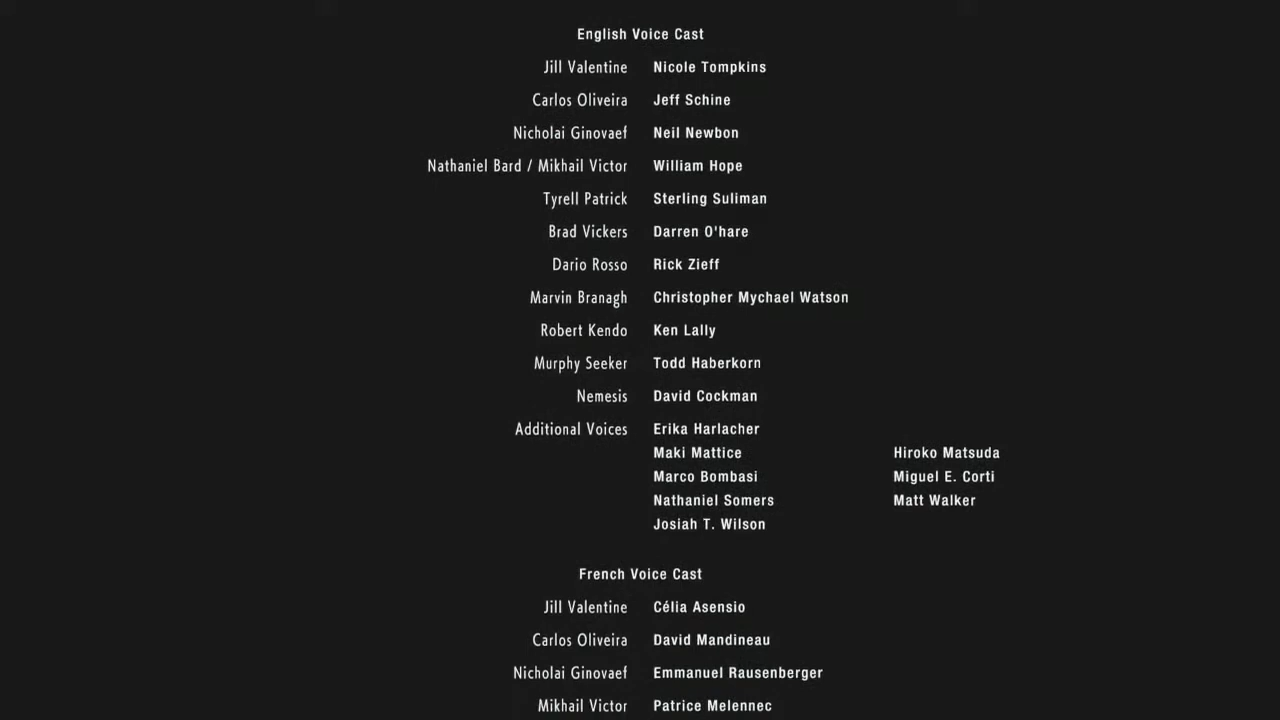 English Voice Cast
Jill Valentine Nicole Tompkins
Carlos Oliveira Jeff Schine
Nicholai Ginovaef Neil Newbon
Nathaniel Bard / Mikhail Victor William Hope
Tyrell Patrick Sterling Suliman
Brad Vickers Darren O'hare
Dario Rosso Rick Zieff
Marvin Branagh Christopher Mychael Watson
Robert Kendo Ken Lally
Murphy Seeker Todd Haberkorn
Nemesis David Cockman
Additional Voices Erika Harlacher
Maki Mattice Hiroko Matsuda
Marco Bombasi Miguel E. Corti
Nathaniel Somers Matt Walker
Josiah T. Wilson
French Voice Cast
Jill Valentine Célia Asensio
Carlos Oliveira David Mandineau
Nicholai Ginovaef Emmanuel Rausenberger
Mikhail Victor Patrice Melennec